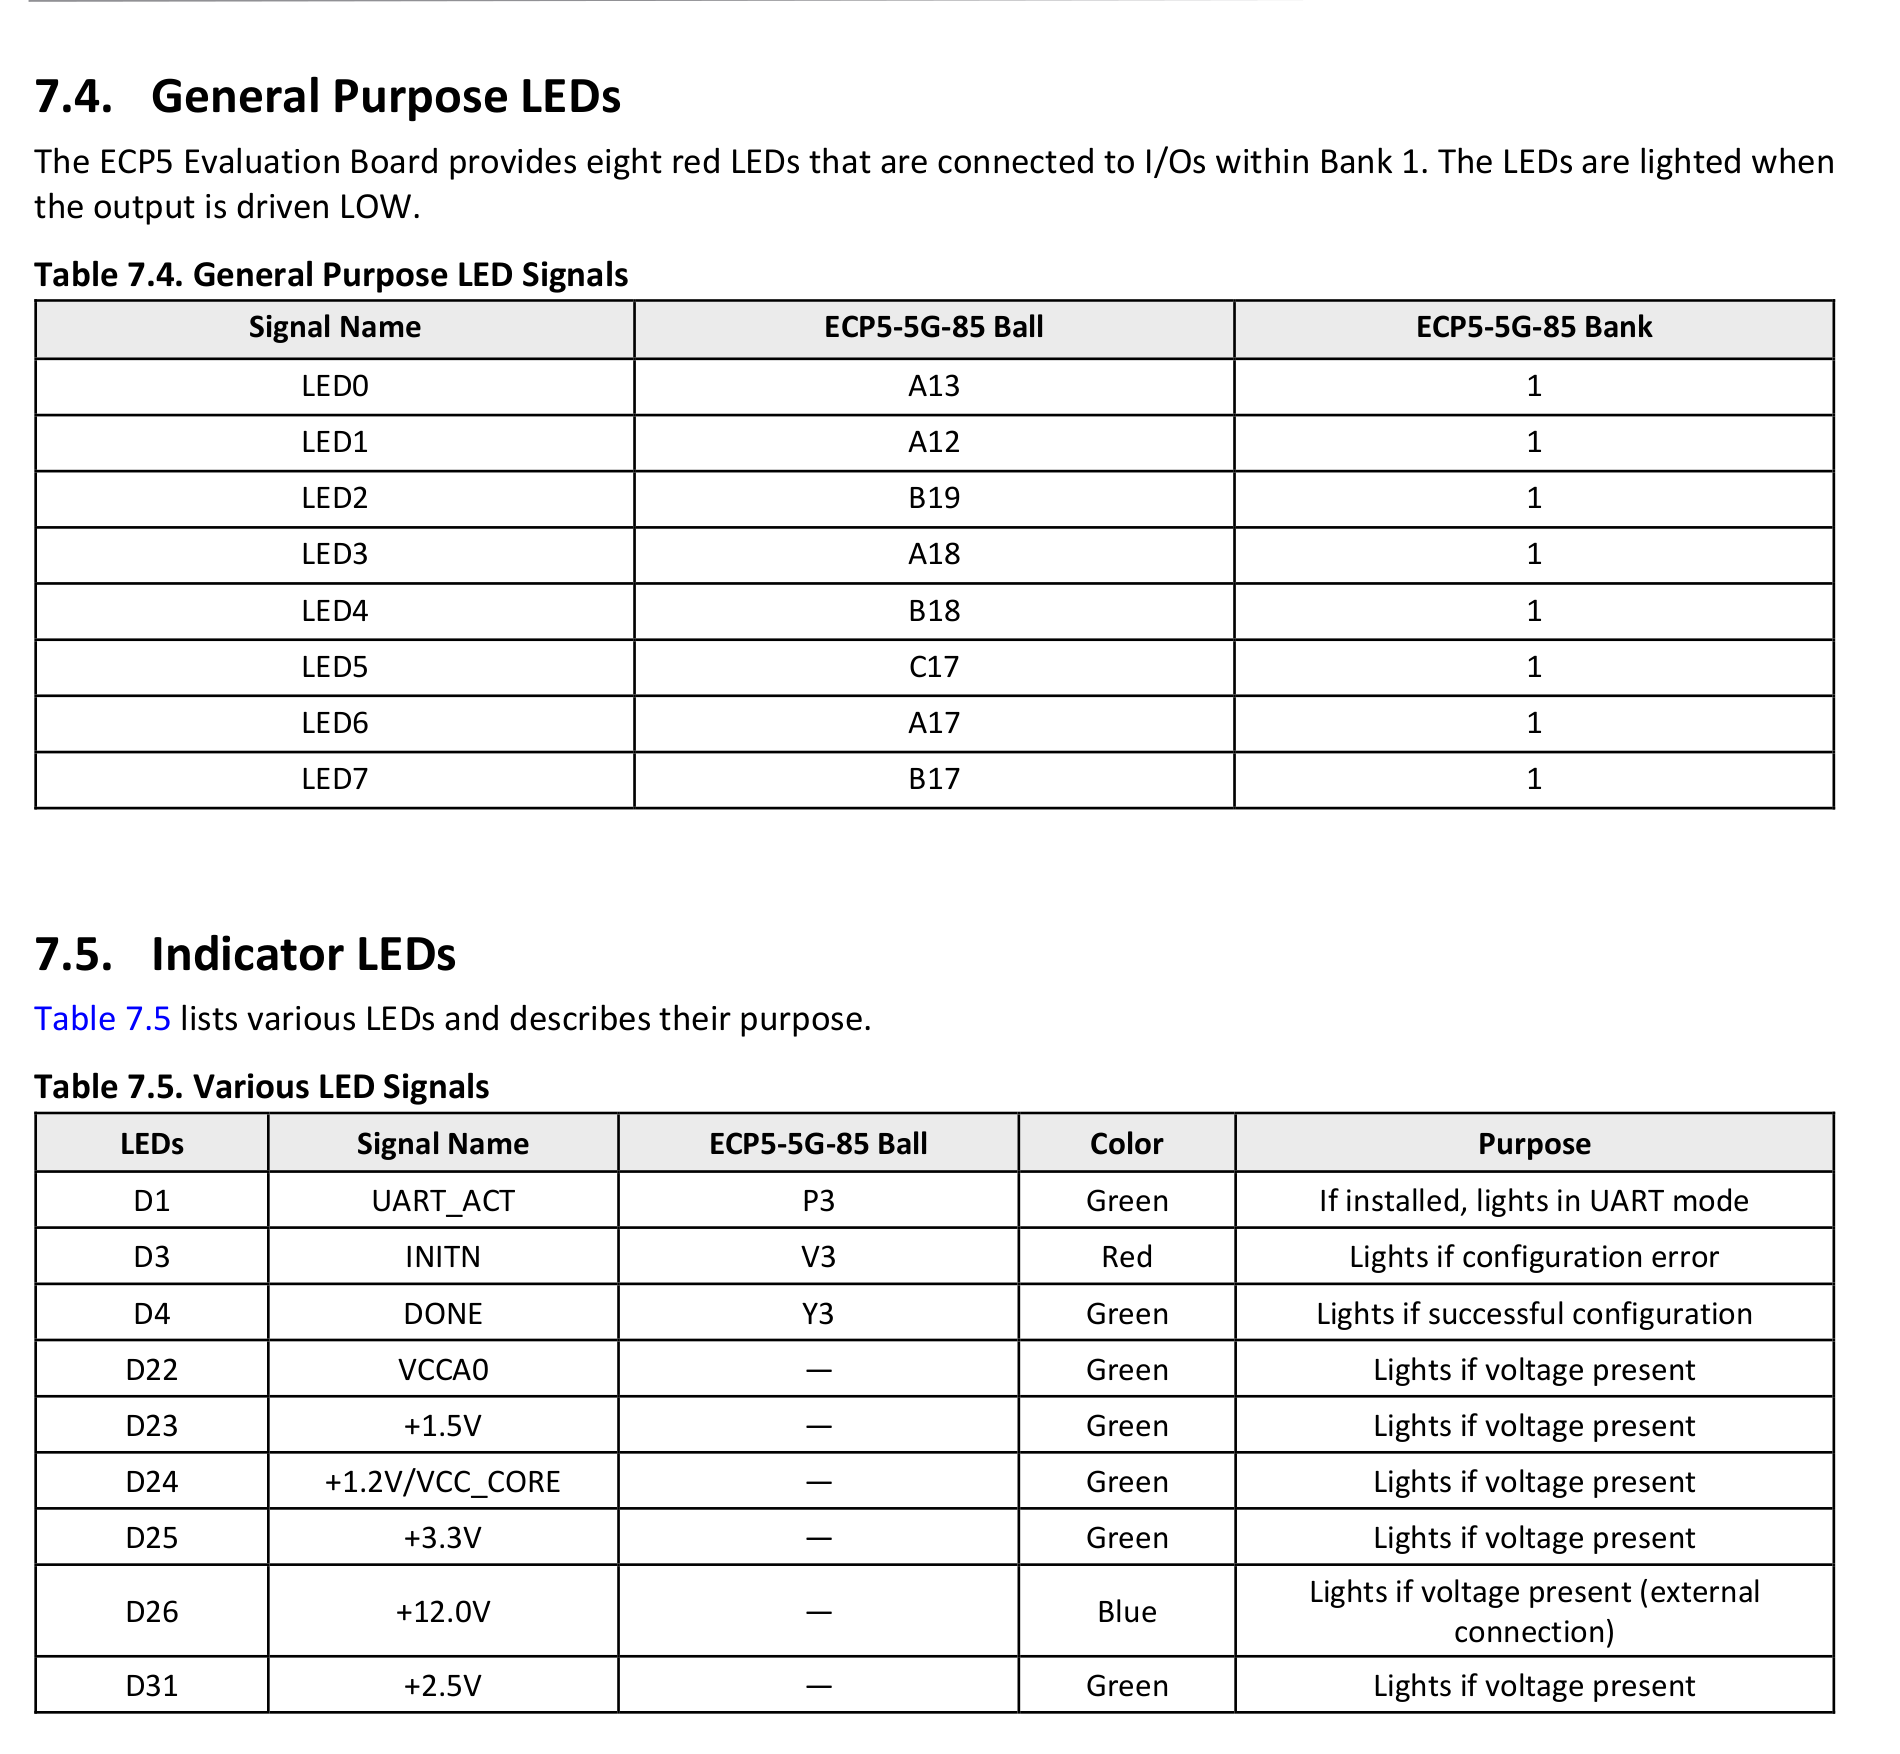 7.4. General Purpose LEDs
The ECP5 Evaluation Board provides eight red LEDs that are connected to I/Os within Bank 1. The LEDs are lighted when
the output is driven LOW.
Table 7.4. General Purpose LED Signals
Signal Name ECP5-5G-85 Ball ECP5-5G-85 Bank
LED0 A13 1
LED1 A12 1
LED2 B19 1
LED3 A18 1
LED4 B18 1
LED5 C17 1
LED6 A17 1
LED7 B17 1
7.5. Indicator LEDs
Table 7.5 lists various LEDs and describes their purpose.
Table 7.5. Various LED Signals
LEDs Signal Name ECP5-5G-85 Ball Color Purpose
D1 UART_ACT P3 Green If installed, lights in UART mode
D3 INITN V3 Red Lights if configuration error
D4 DONE Y3 Green Lights if successful configuration
D22 VCCA0 — Green Lights if voltage present
D23 +1.5V — Green Lights if voltage present
D24 +1.2V/VCC_CORE — Green Lights if voltage present
D25 +3.3V — Green Lights if voltage present
D26 +12.0V — Blue Lights if voltage present (external
connection)
D31 +2.5V — Green Lights if voltage present